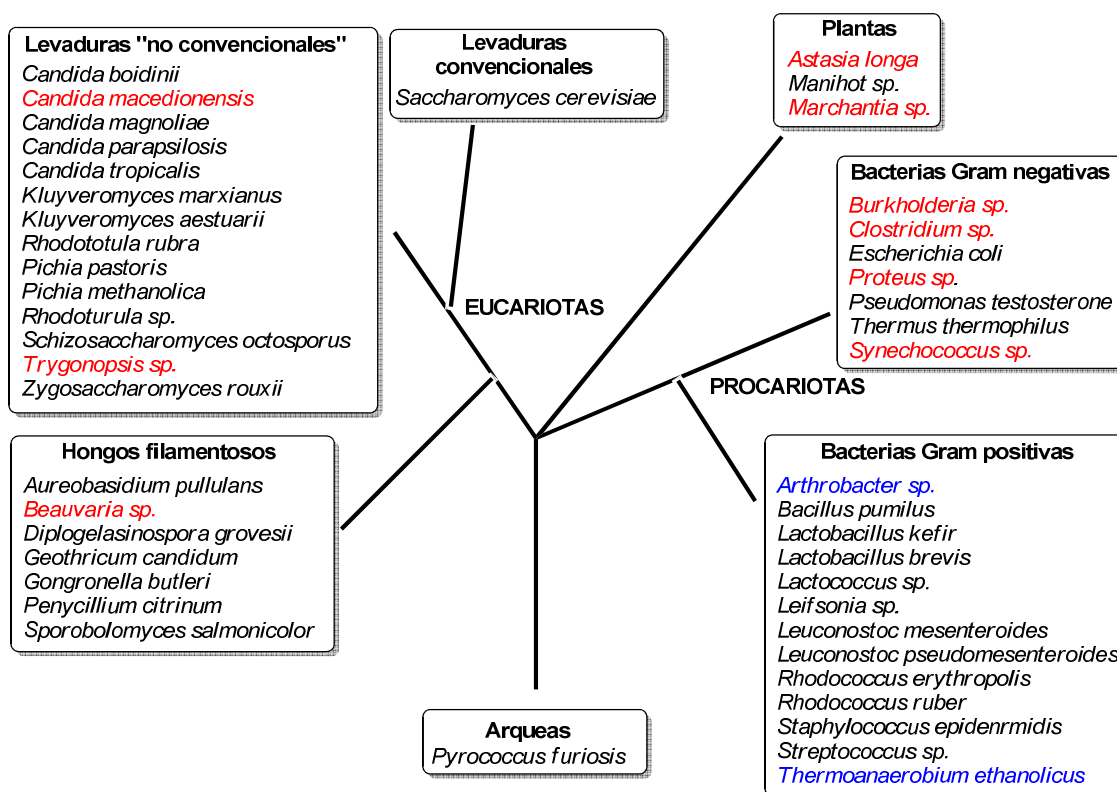 Levaduras "no convencionales"
Candida boidinii
Candida macedionensis
Candida magnoliae
Candida parapsilosis
Candida tropicalis
Kluyveromyces marxianus
Kluyveromyces aestuarii
Rhodototula rubra
Pichia pastoris
Pichia methanolica
Rhodoturula sp.
Schizosaccharomyces octosporus
Trygonopsis sp.
Zygosaccharomyces rouxii
Levaduras
convencionales
Saccharomyces cerevisiae
Plantas
Astasia longa
Manihot sp.
Marchantia sp.
Bacterias Gram negativas
Burkholderia sp.
Clostridium sp.
Escherichia coli
Proteus sp.
Pseudomonas testosterone
Thermus thermophilus
Synechococcus sp.
EUCARIOTAS
PROCARIOTAS
Hongos filamentosos
Aureobasidium pullulans
Beauvaria sp.
Diplogelasinospora grovesii
Geothricum candidum
Gongronella butleri
Penycillium citrinum
Sporobolomyces salmonicolor
Bacterias Gram positivas
Arthrobacter sp.
Bacillus pumilus
Lactobacillus kefir
Lactobacillus brevis
Lactococcus sp.
Leifsonia sp.
Leuconostoc mesenteroides
Leuconostoc pseudomesenteroides
Rhodococcus erythropolis
Rhodococcus ruber
Staphylococcus epidenrmidis
Streptococcus sp.
Thermoanaerobium ethanolicus
Arqueas
Pyrococcus furiosis